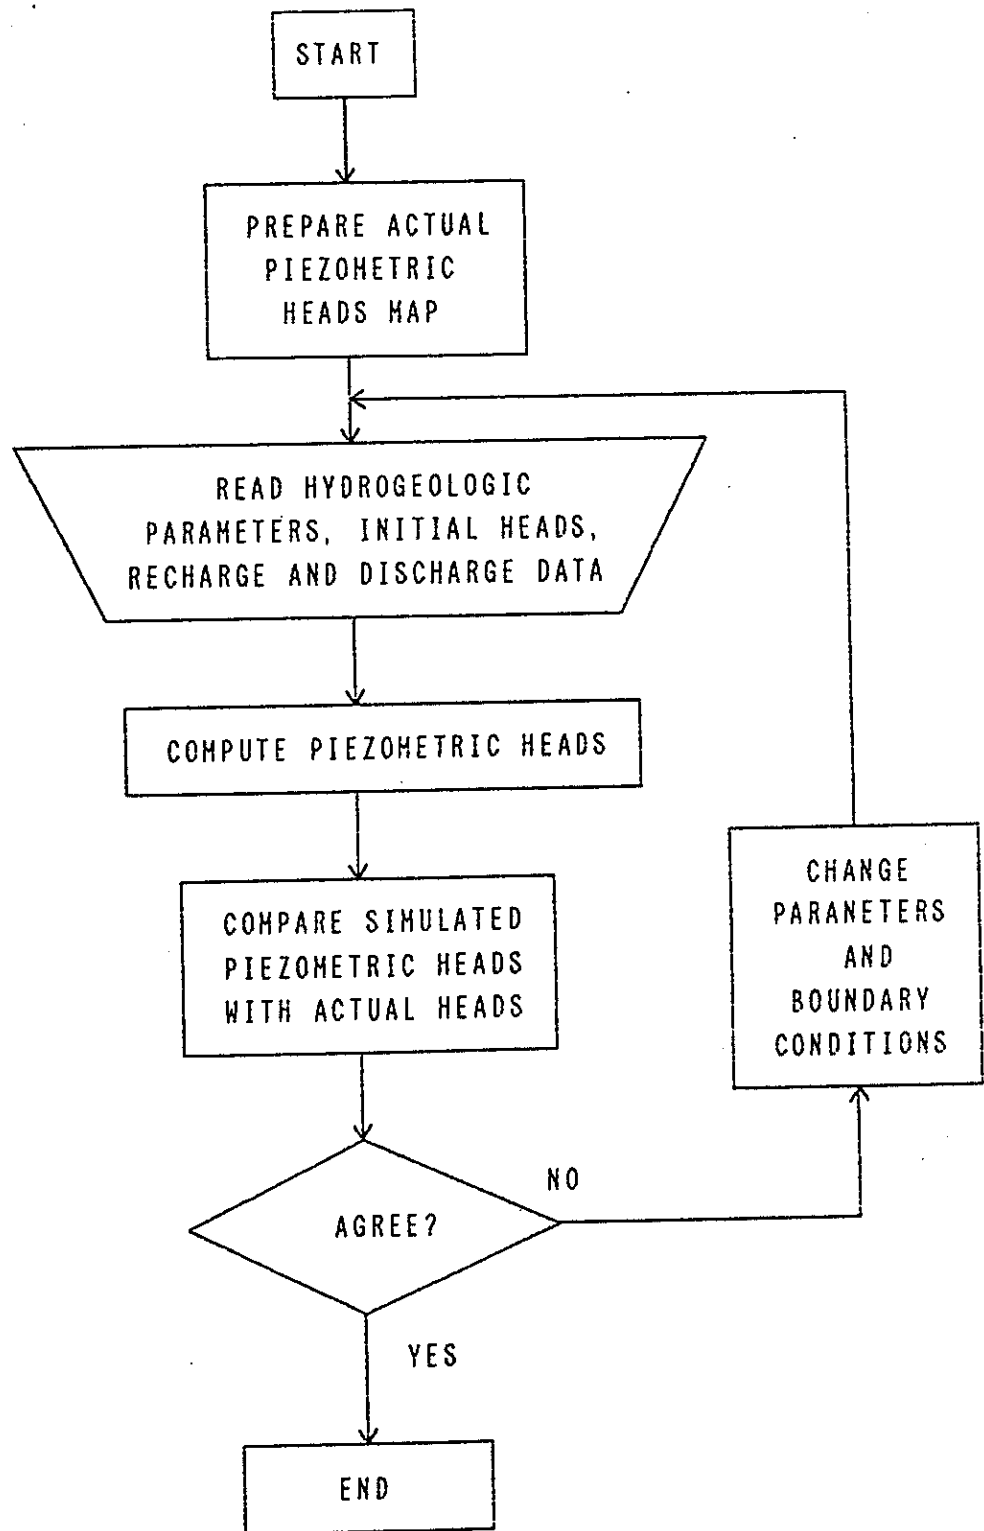 START
PREPARE ACTUAL
PIEZOMETRIC
HEADS MAP
READ HYDROGEOLOGIC
PARAMETERS, INITIAL HEADS,
RECHARGE AND DISCHARGE DATA
COMPUTE PIEZOMETRIC HEADS
COMPARE SIMULATED
PIEZOMETRIC HEADS
WITH ACTUAL HEADS
CHANGE
PARANETERS
AND
BOUNDARY
CONDITIONS
AGREE?
NO
YES
END